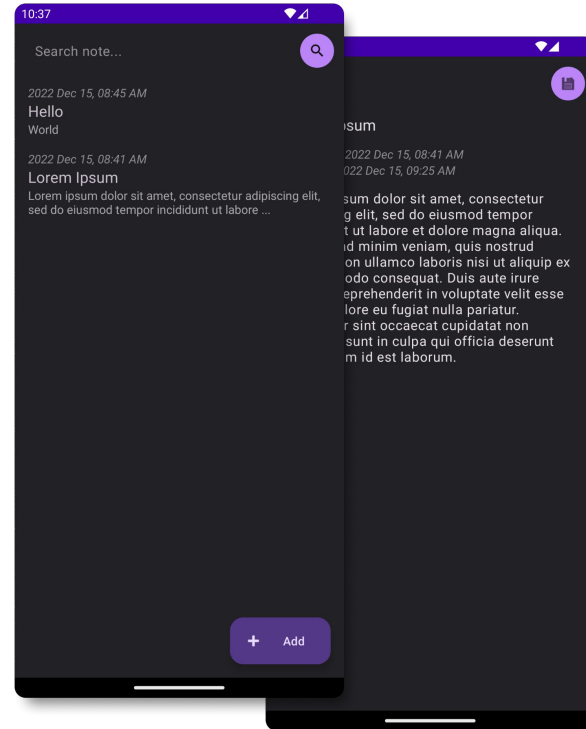 10:37
Search note...
2022 Dec 15, 08:45 AM
Hello
World
2022 Dec 15, 08:41 AM
Lorem Ipsum
Lorem ipsum dolor sit amet, consectetur adipiscing elit,
sed do eiusmod tempor incididunt ut labore ...
Add
sum
2022 Dec 15, 08:41 AM
022 Dec 15, 09:25 AM
sum dolor sit amet, consectetur
g elit, sed do eiusmod tempor
t ut labore et dolore magna aliqua.
d minim veniam, quis nostrud
on ullamco laboris nisi ut aliquip ex
odo consequat. Duis aute irure
eprehenderit in voluptate velit esse
lore eu fugiat nulla pariatur.
r sint occaecat cupidatat non
sunt in culpa qui officia deserunt
m id est laborum.